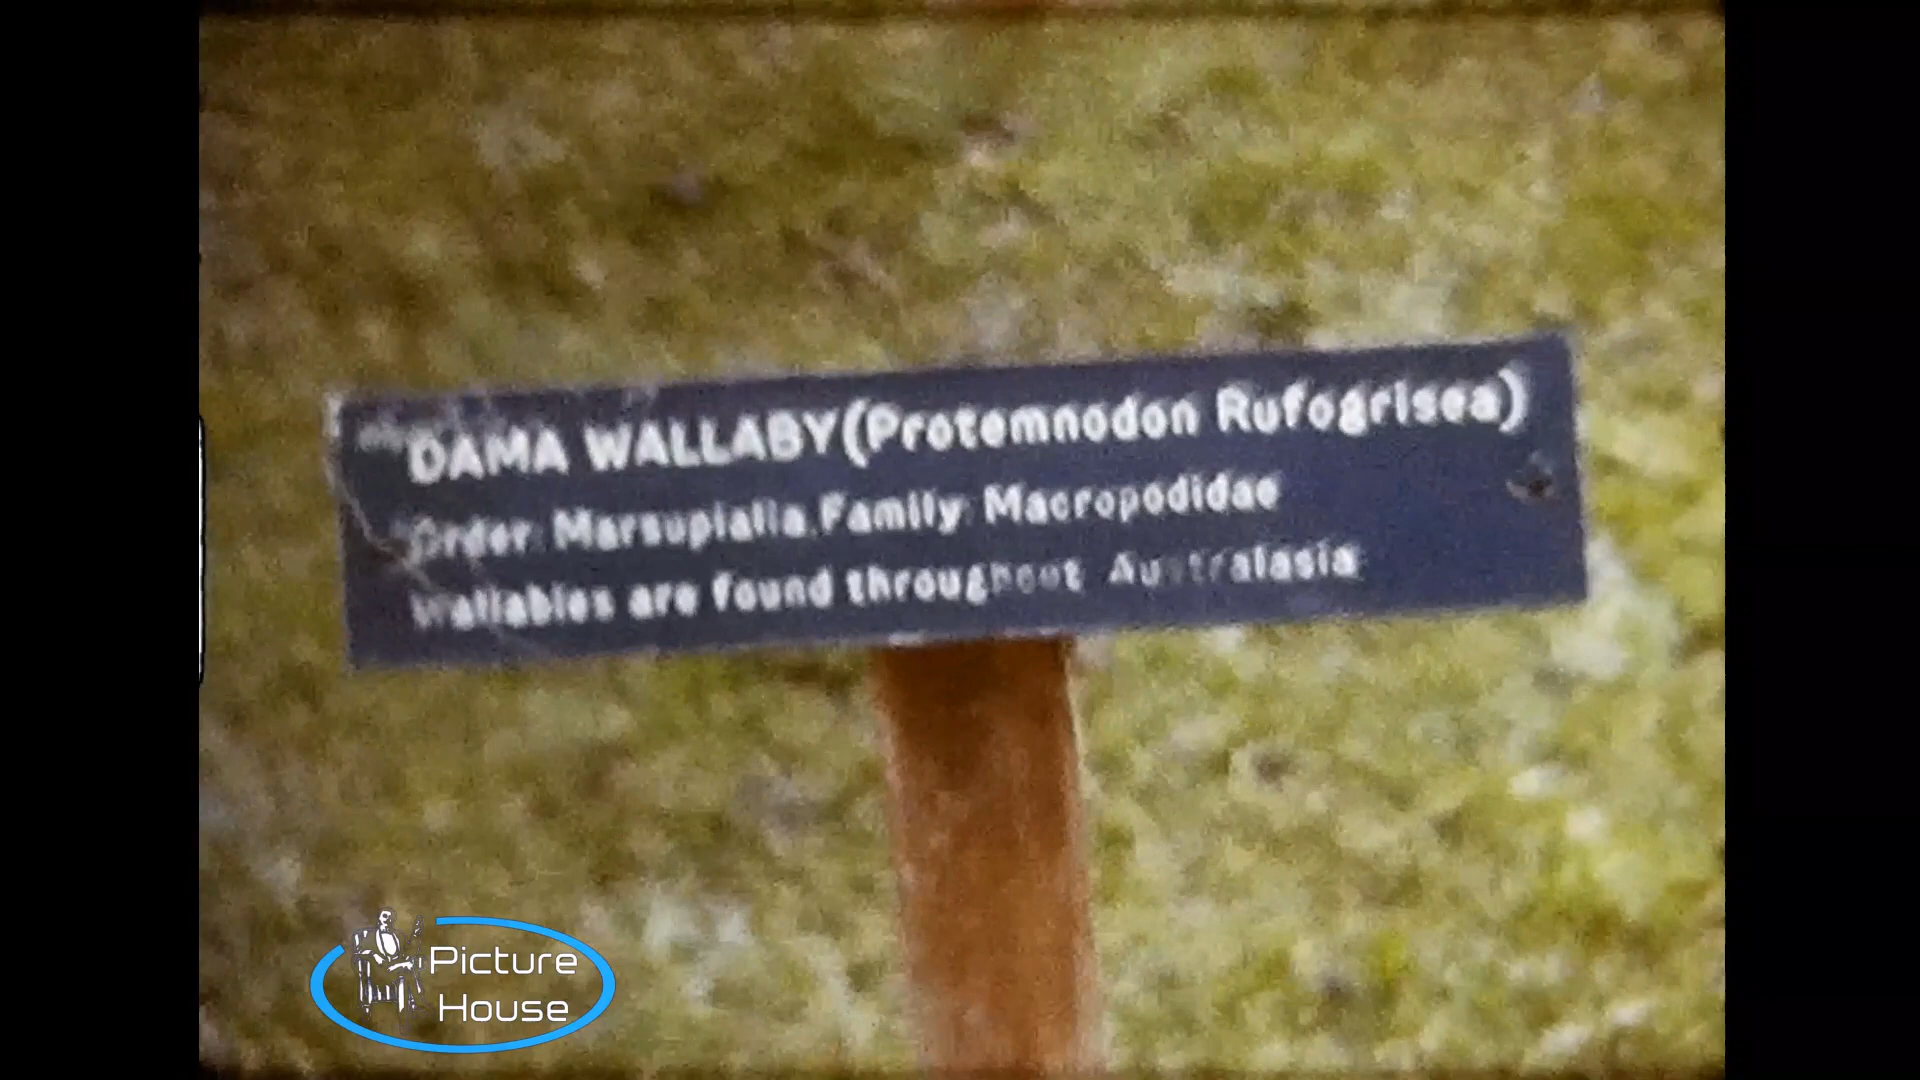 DAMA WALLABY (Protemnodon Rufogrisea)
Order: Marsupialia. Family: Macropodidae
Wallabies are found throughout Australasia
Picture
House